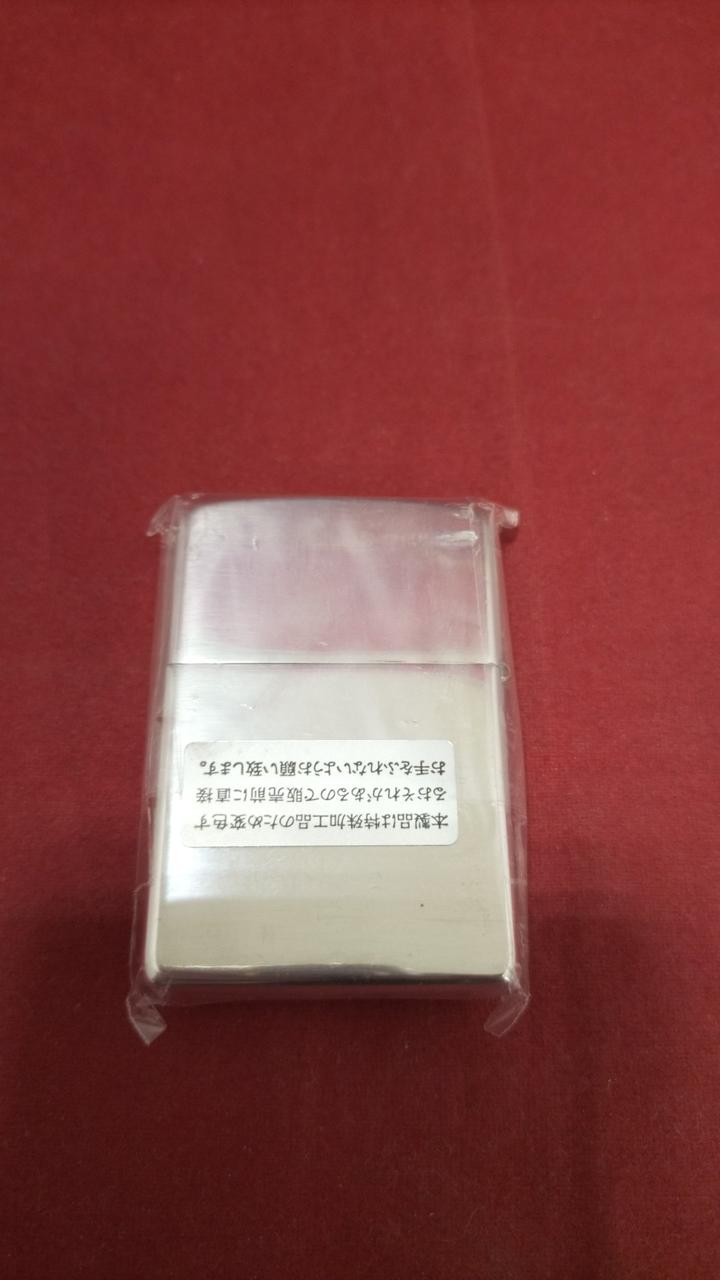 本製品は特殊加工品のため変色す
るおそれがあるので販売前に直接
お手をふれないようお願い致します。